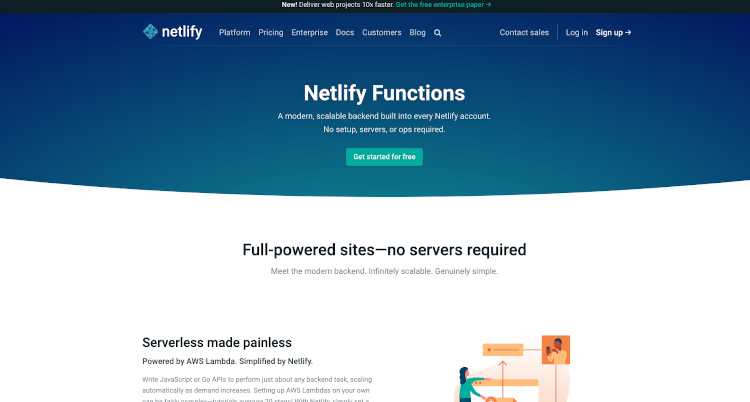 New! Deliver web projects 10x faster. Get the free enterprise paper →
netlify Platform Pricing Enterprise Docs Customers Blog Contact sales Log in Sign up →
Netlify Functions
A modern, scalable backend built into every Netlify account.
No setup, servers, or ops required.
Get started for free
Full-powered sites—no servers required
Meet the modern backend. Infinitely scalable. Genuinely simple.
Serverless made painless
Powered by AWS Lambda. Simplified by Netlify.
Write JavaScript or Go APIs to perform just about any backend task, scaling
automatically as demand increases. Setting up AWS Lambdas on your own
can be fairly complex—tutorials average 20 steps! With Netlify, simply set a